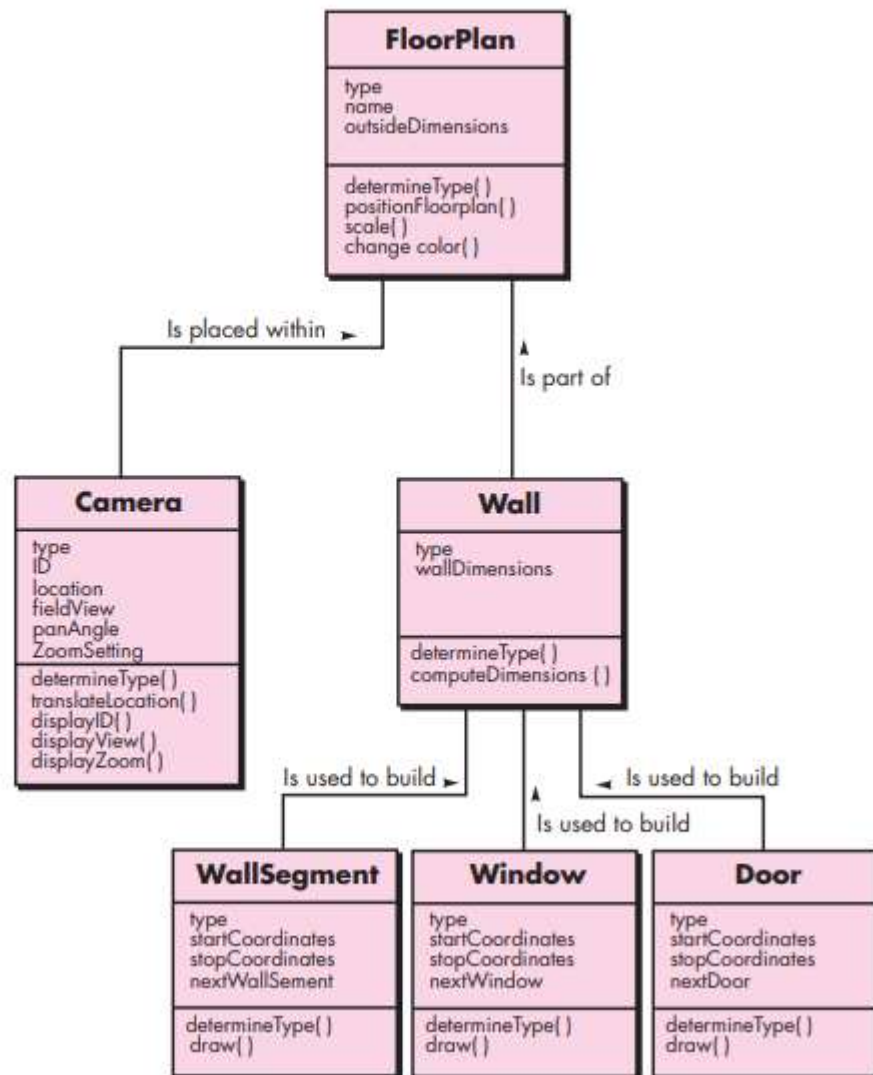 FloorPlan
type
name
outsideDimensions
determineType( )
positionFloorplan( )
scale( )
change color( )
Is placed within
Is part of
Camera
type
ID
location
fieldView
panAngle
ZoomSetting
determineType( )
translateLocation( )
displayID( )
displayView( )
displayZoom( )
Wall
type
wallDimensions
determineType( )
computeDimensions ( )
Is used to build
Is used to build
Is used to build
WallSegment
type
startCoordinates
stopCoordinates
nextWallSement
determineType( )
draw( )
Window
type
startCoordinates
stopCoordinates
nextWindow
determineType( )
draw( )
Door
type
startCoordinates
stopCoordinates
nextDoor
determineType( )
draw( )